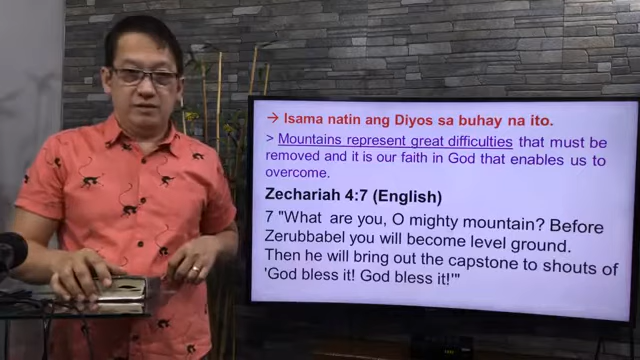 → Isama natin ang Diyos sa buhay na ito.
> Mountains represent great difficulties that must be
removed and it is our faith in God that enables us to
overcome.
Zechariah 4:7 (English)
7 "What are you, O mighty mountain? Before
Zerubbabel you will become level ground.
Then he will bring out the capstone to shouts of
'God bless it! God bless it!'"